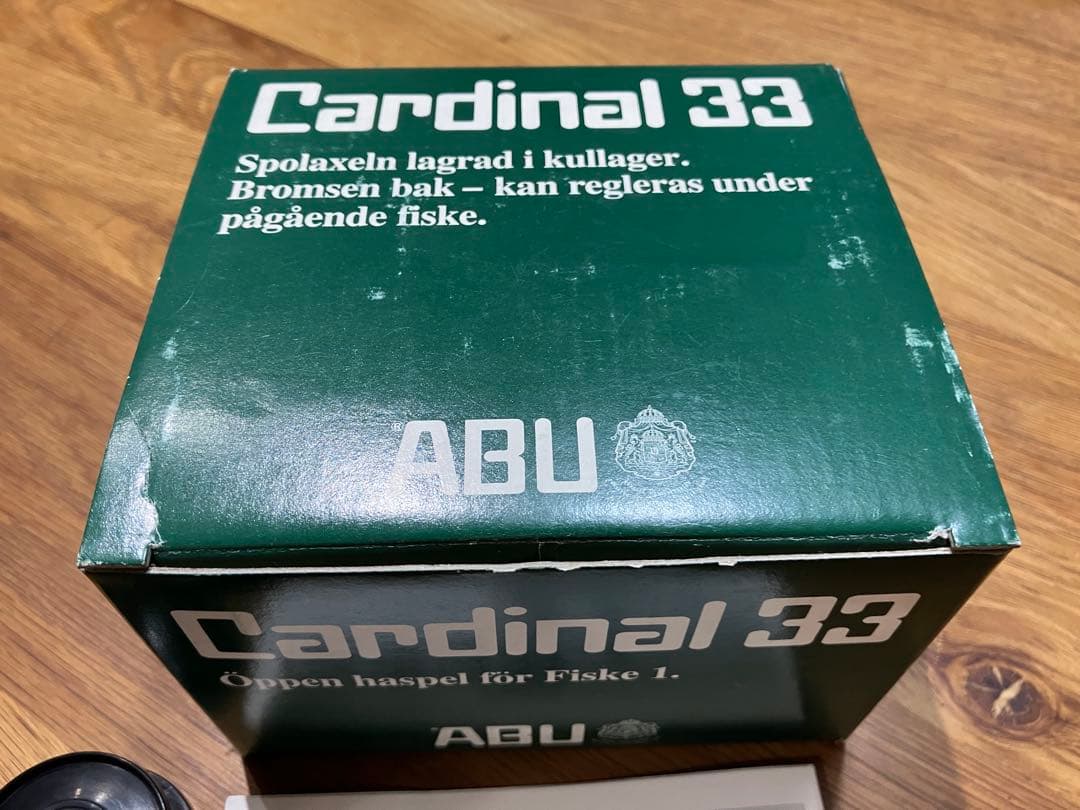 Cardinal 33
Spolaxeln lagrad i kullager.
Bromsen bak – kan regleras under
pågående fiske.
®ABU
Cardinal 33
Öppen haspel för Fiske 1.
ABU